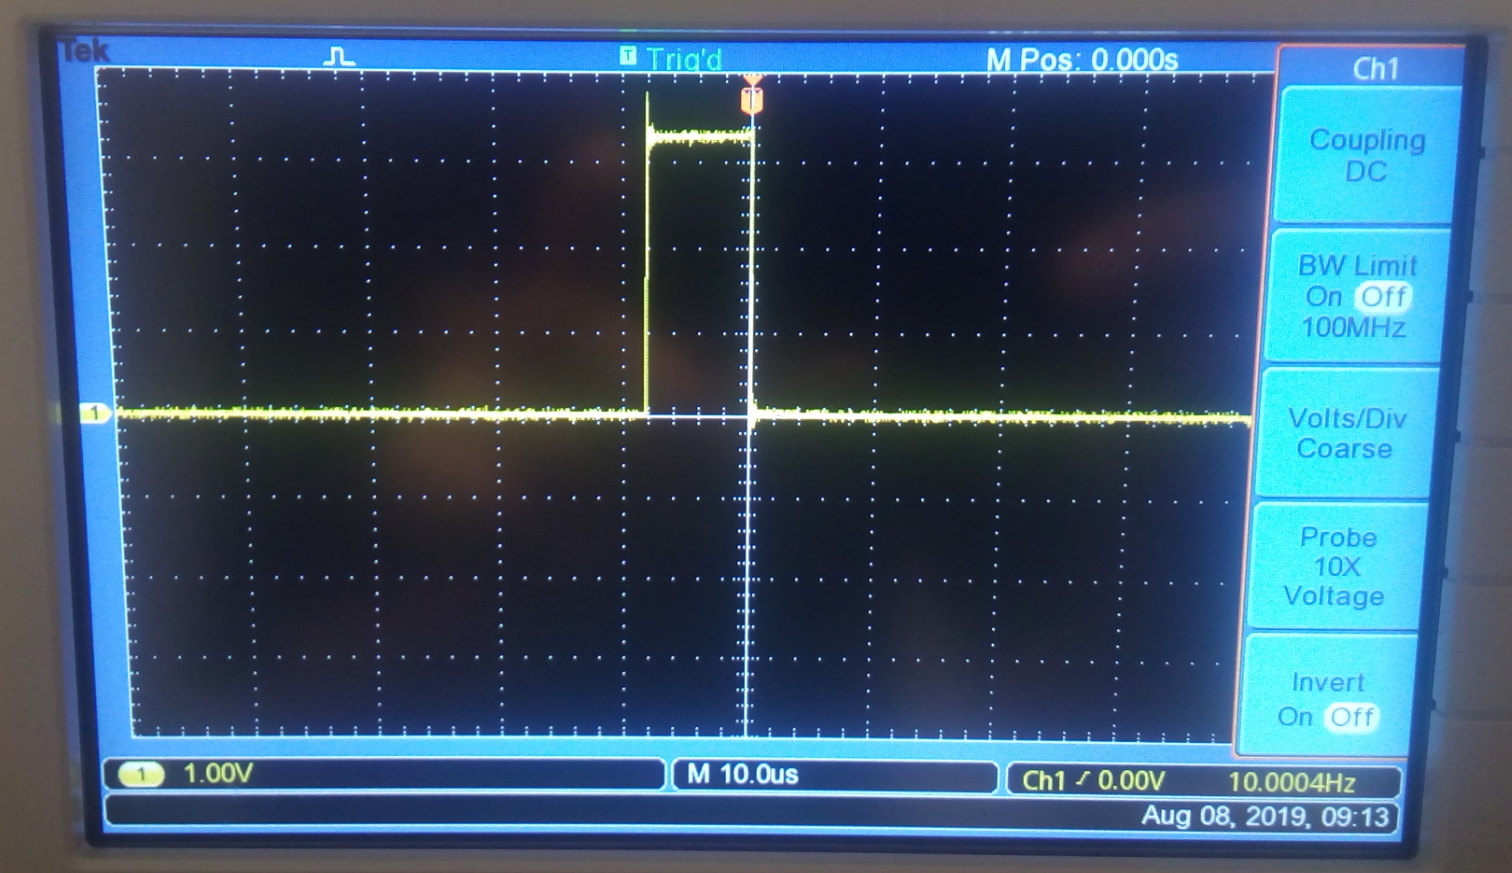 Tek
T Trig'd
M Pos: 0.000s
Ch1
T
Coupling
DC
BW Limit
On Off
100MHz
1
Volts/Div
Coarse
Probe
10X
Voltage
Invert
On Off
1 1.00V
M 10.0us
Ch1 0.00V 10.0004Hz
Aug 08, 2019, 09:13